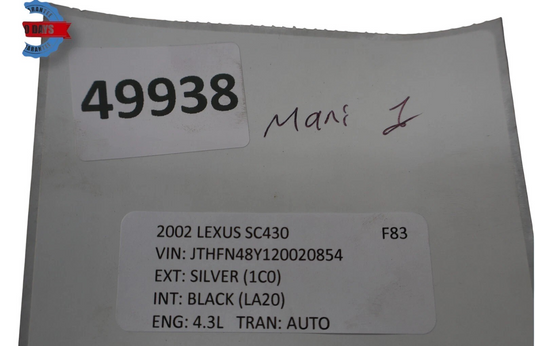 DAYS
49938
Mani 1
2002 LEXUS SC430 F83
VIN: JTHFN48Y120020854
EXT: SILVER (1C0)
INT: BLACK (LA20)
ENG: 4.3L TRAN: AUTO